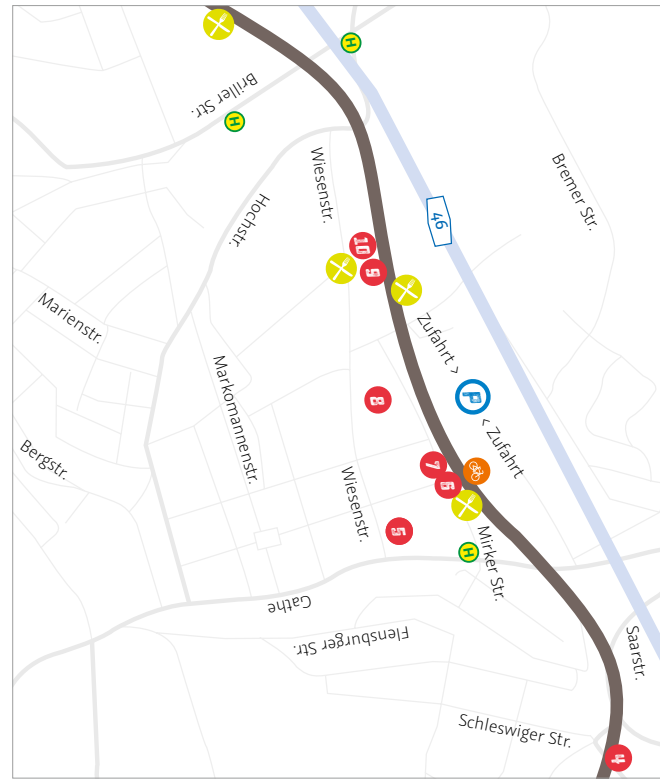 H
Briller Str.
H
Wiesenstr.
Bremer Str.
Hochstr.
46
10
9
Marienstr.
Zufahrt >
Markomannenstr.
P
8
< Zufahrt
Bergstr.
7
6
Wiesenstr.
5
Mirker Str.
H
Gathe
Flensburger Str.
Saarstr.
Schleswiger Str.
4